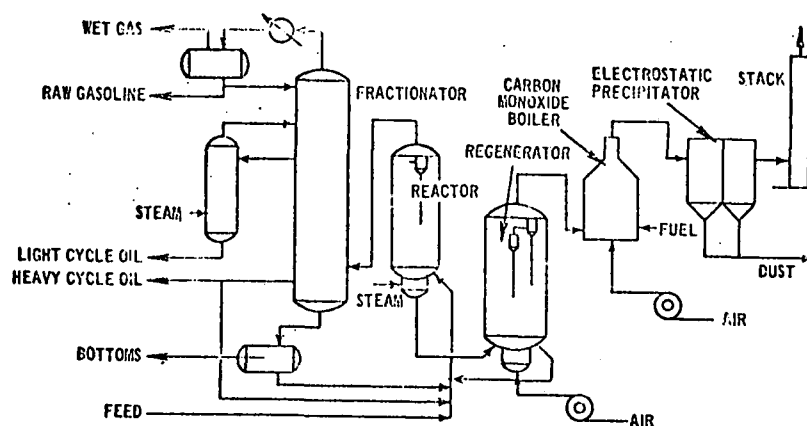 WET GAS
RAW GASOLINE
STEAM
LIGHT CYCLE OIL
HEAVY CYCLE OIL
BOTTOMS
FEED
FRACTIONATOR
REACTOR
STEAM
REGENERATOR
CARBON
MONOXIDE
BOILER
ELECTROSTATIC
PRECIPITATOR
STACK
FUEL
DUST
AIR
AIR